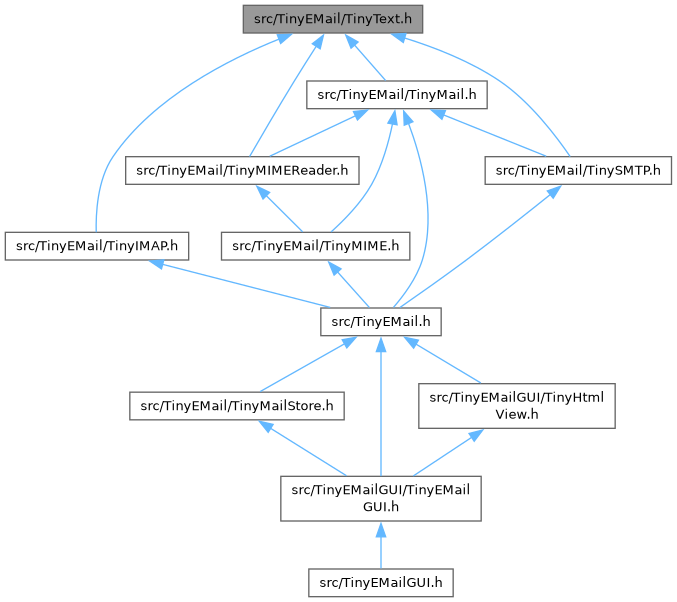 src/TinyEMail/TinyText.h
src/TinyEMail/TinyMail.h
src/TinyEMail/TinyMIMEReader.h
src/TinyEMail/TinySMTP.h
src/TinyEMail/TinyIMAP.h
src/TinyEMail/TinyMIME.h
src/TinyEMail.h
src/TinyEMail/TinyMailStore.h
src/TinyEMailGUI/TinyHtml
View.h
src/TinyEMailGUI/TinyEMail
GUI.h
src/TinyEMailGUI.h